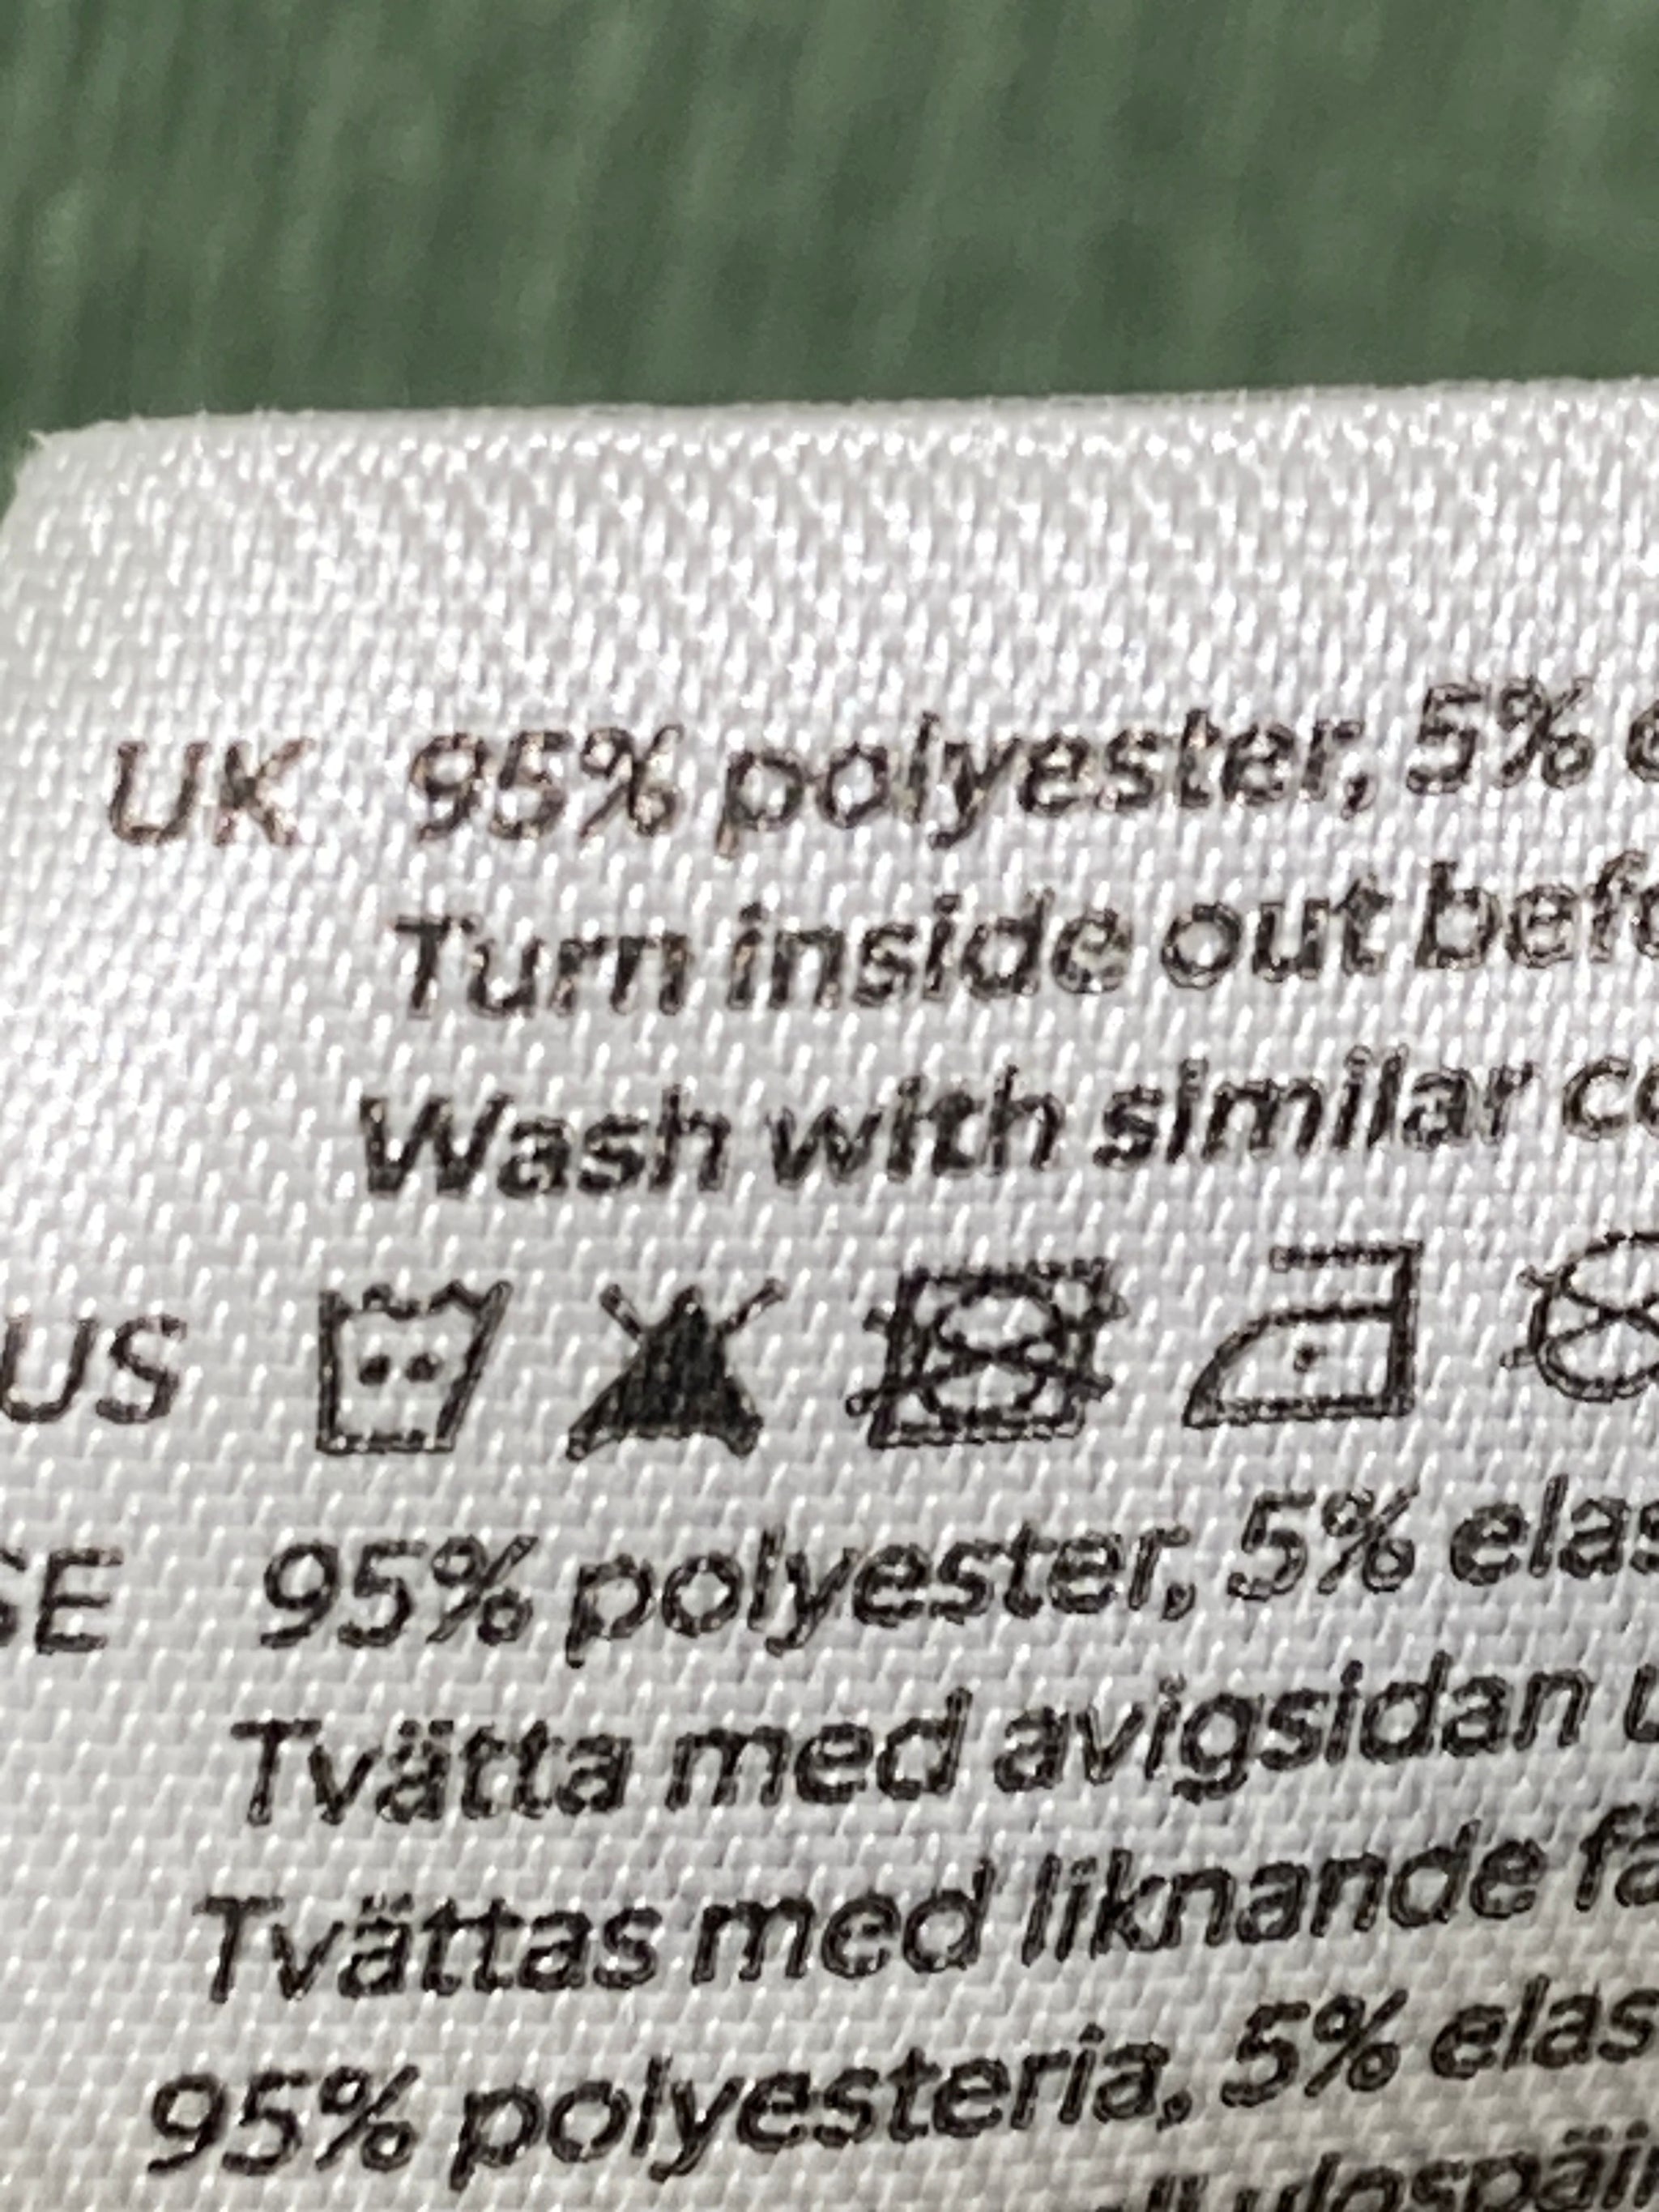 UK 95% polyester, 5%
Turn inside out
Wash with similar
US
SE 95% polyester, 5%
Tvätta med avigsidan
Tvättas med liknande
95% polyesteria, 5%